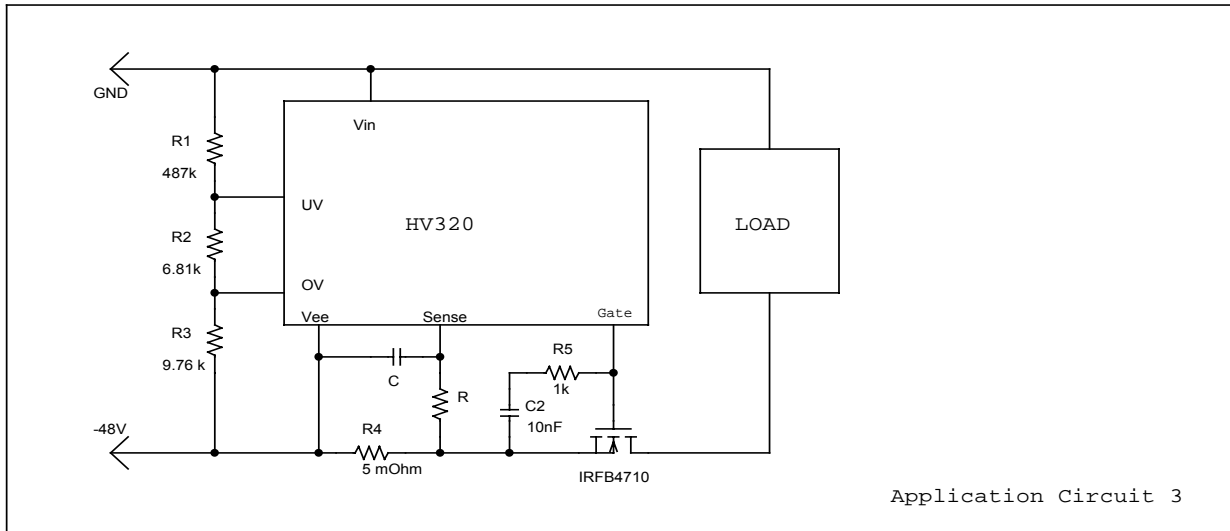 GND
Vin
R1
487k
UV
HV320
LOAD
R2
6.81k
OV
Vee
Sense
Gate
R3
9.76 k
R5
1k
C
R
C2
10nF
-48V
R4
5 mOhm
IRFB4710
Application Circuit 3